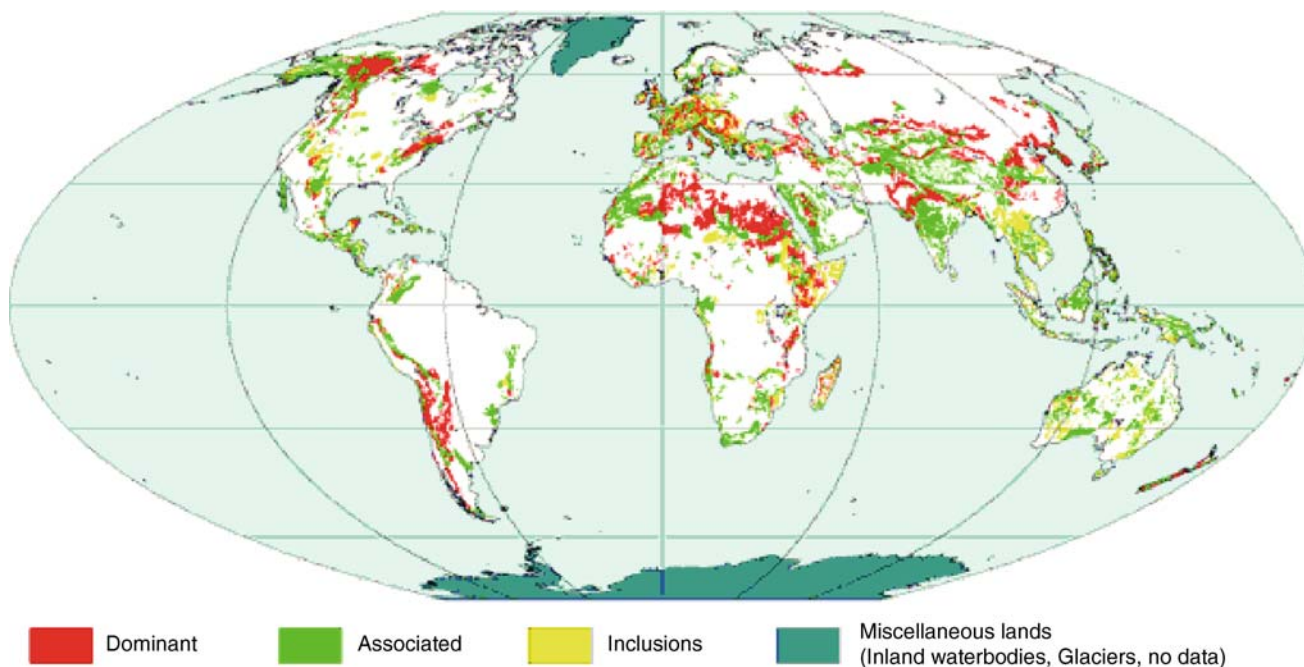 Dominant
Associated
Inclusions
Miscellaneous lands
(Inland waterbodies, Glaciers, no data)